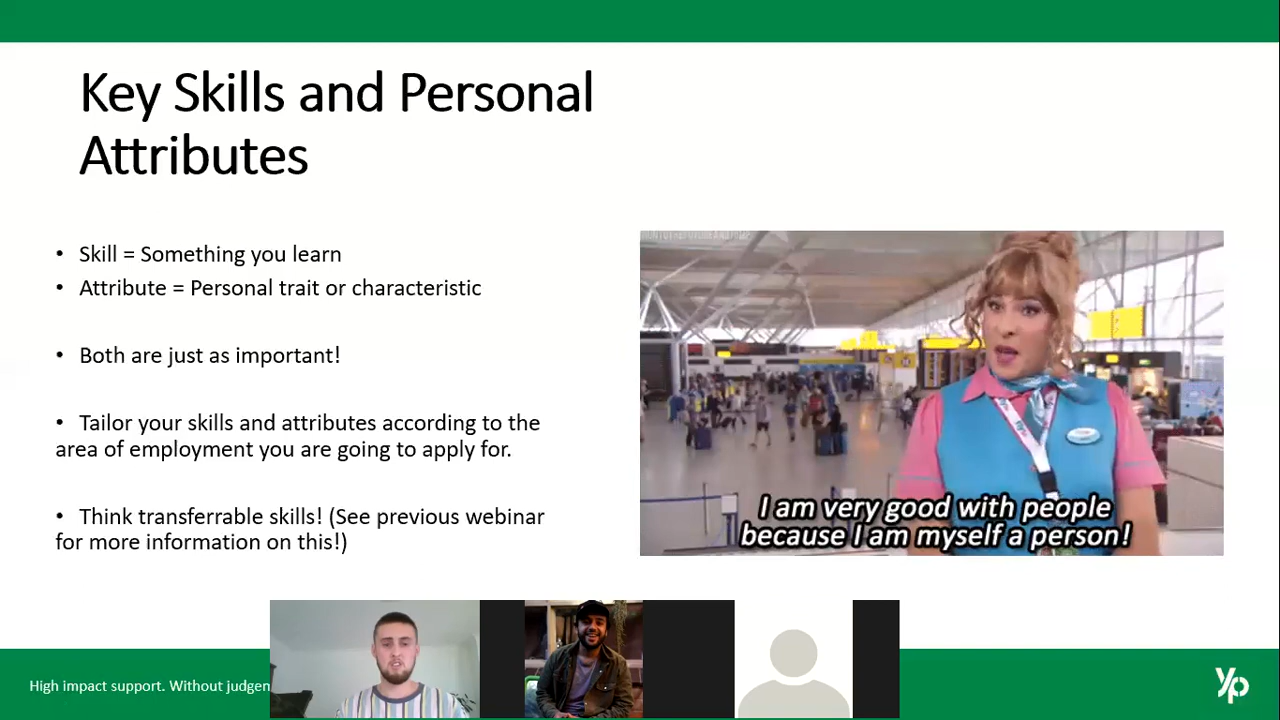 Key Skills and Personal
Attributes
• Skill = Something you learn
• Attribute = Personal trait or characteristic
• Both are just as important!
• Tailor your skills and attributes according to the
area of employment you are going to apply for.
• Think transferrable skills! (See previous webinar
for more information on this!)
I am very good with people
because I am myself a person!
High impact support. Without judgen
yp